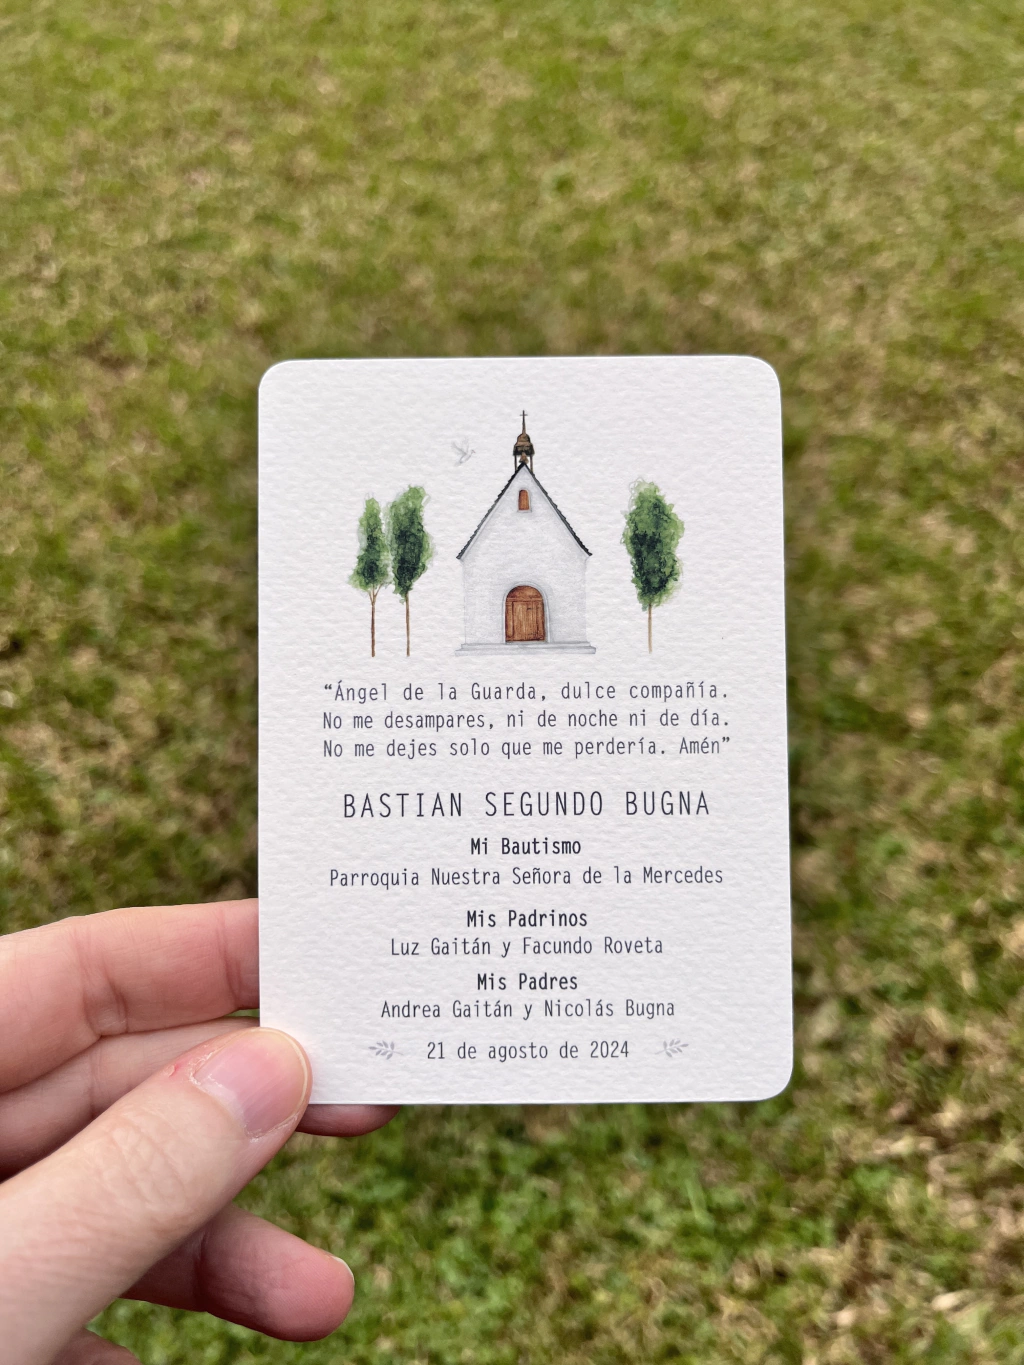 “Ángel de la Guarda, dulce compañía.
No me desampares, ni de noche ni de día.
No me dejes solo que me perdería. Amén”
BASTIAN SEGUNDO BUGNA
Mi Bautismo
Parroquia Nuestra Señora de la Mercedes
Mis Padrinos
Luz Gaitán y Facundo Roveta
Mis Padres
Andrea Gaitán y Nicolás Bugna
21 de agosto de 2024